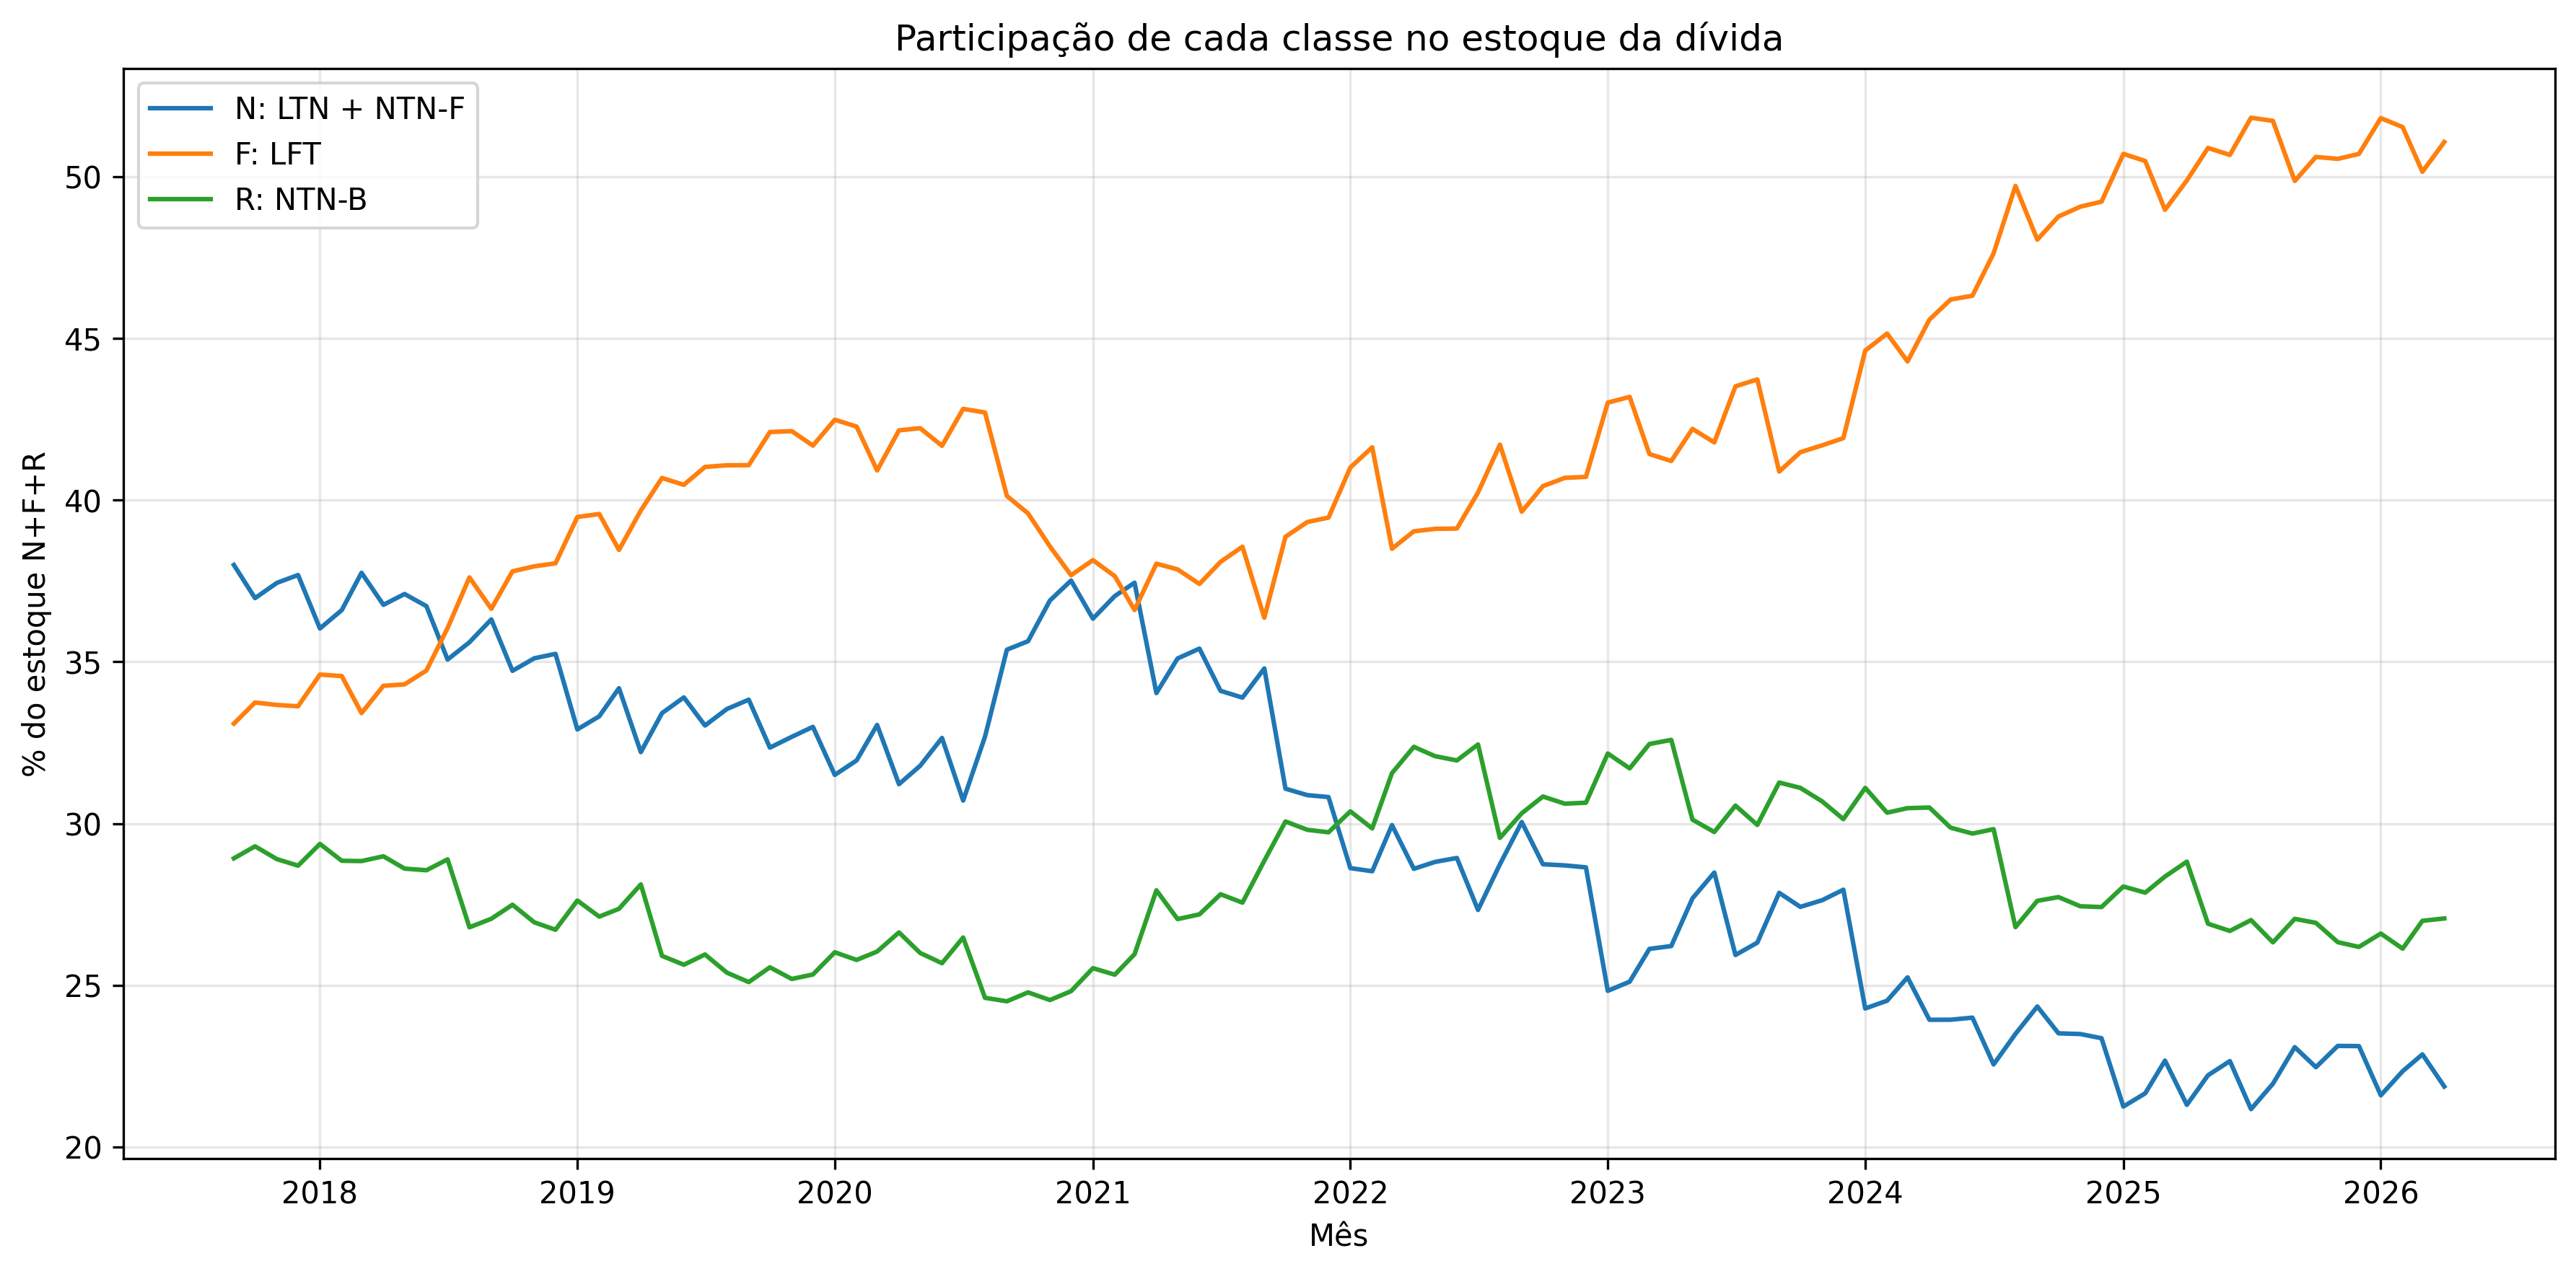 Participação de cada classe no estoque da dívida
N: LTN + NTN-F
F: LFT
R: NTN-B
% do estoque N+F+R
50
45
40
35
30
25
20
2018 2019 2020 2021 2022 2023 2024 2025 2026
Mês